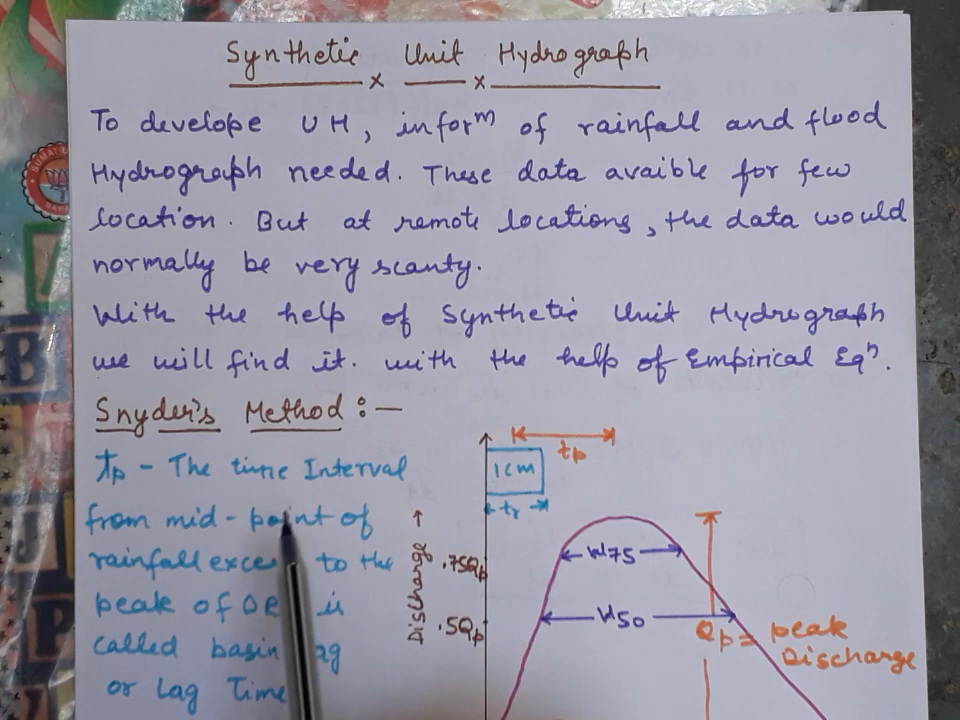 Synthetic Unit Hydrograph
To develope UH, inforᵐ of rainfall and flood
Hydrograph needed. These data avaible for few
location. But at remote locations, the data would
normally be very scanty.
With the help of Synthetic Unit Hydrograph
we will find it. with the help of Empirical Eqⁿ.
Snyder's Method :-
tp - The time Interval
from mid-point of
rainfall to the
peak of is
called basin
or Lag Time
tp
1cm
tr
Discharge →
.75Qp
.5Qp
W75
W50
Qp = peak
Discharge